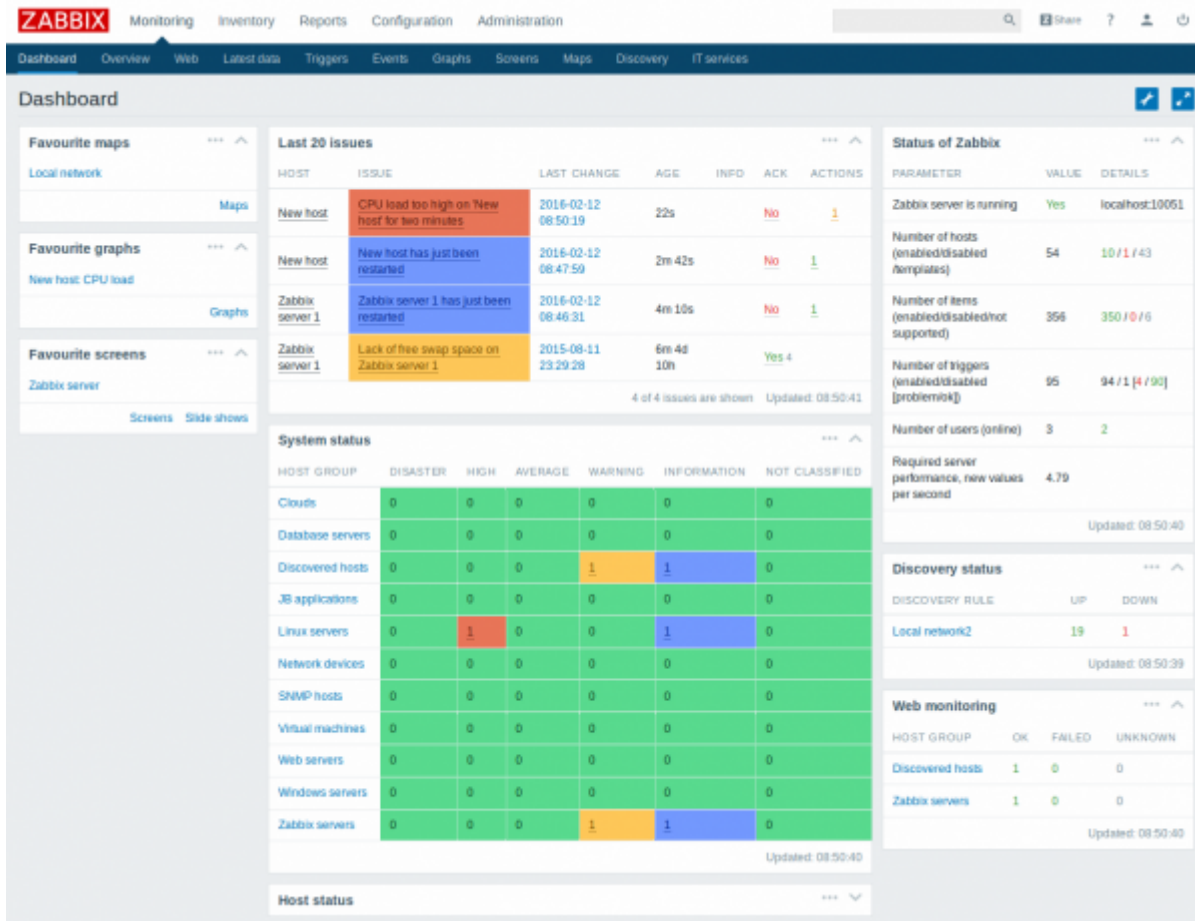 ZABBIX Monitoring Inventory Reports Configuration Administration Share ?
Dashboard Overview Web Latest data Triggers Events Graphs Screens Maps Discovery IT services
Dashboard
Favourite maps
Local network
Maps
Favourite graphs
New host: CPU load
Graphs
Favourite screens
Zabbix server
Screens Slide shows
Last 20 issues
HOST ISSUE LAST CHANGE AGE INFO ACK ACTIONS
New host CPU load too high on 'New host' for two minutes 2016-02-12 08:50:19 22s No 1
New host New host has just been restarted 2016-02-12 08:47:59 2m 42s No 1
Zabbix server 1 Zabbix server 1 has just been restarted 2016-02-12 08:46:31 4m 10s No 1
Zabbix server 1 Lack of free swap space on Zabbix server 1 2015-08-11 23:29:28 6m 4d 10h Yes 4
4 of 4 issues are shown Updated: 08:50:41
System status
HOST GROUP DISASTER HIGH AVERAGE WARNING INFORMATION NOT CLASSIFIED
Clouds 0 0 0 0 0 0
Database servers 0 0 0 0 0 0
Discovered hosts 0 0 0 1 1 0
JB applications 0 0 0 0 0 0
Linux servers 0 1 0 0 1 0
Network devices 0 0 0 0 0 0
SNMP hosts 0 0 0 0 0 0
Virtual machines 0 0 0 0 0 0
Web servers 0 0 0 0 0 0
Windows servers 0 0 0 0 0 0
Zabbix servers 0 0 0 1 1 0
Updated: 08:50:40
Host status
Status of Zabbix
PARAMETER VALUE DETAILS
Zabbix server is running Yes localhost:10051
Number of hosts (enabled/disabled/templates) 54 10 / 1 / 43
Number of items (enabled/disabled/not supported) 356 350 / 0 / 6
Number of triggers (enabled/disabled [problem/ok]) 95 94 / 1 [4 / 90]
Number of users (online) 3 2
Required server performance, new values per second 4.79
Updated: 08:50:40
Discovery status
DISCOVERY RULE UP DOWN
Local network2 19 1
Updated: 08:50:39
Web monitoring
HOST GROUP OK FAILED UNKNOWN
Discovered hosts 1 0 0
Zabbix servers 1 0 0
Updated: 08:50:40